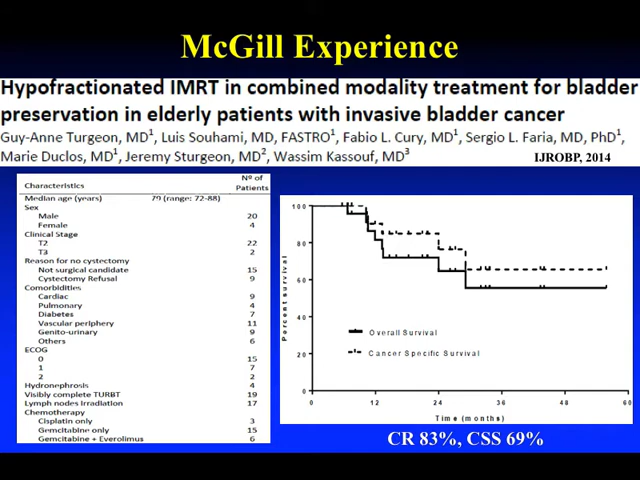 McGill Experience
Hypofractionated IMRT in combined modality treatment for bladder
preservation in elderly patients with invasive bladder cancer
Guy-Anne Turgeon, MD1, Luis Souhami, MD, FASTRO1, Fabio L. Cury, MD1, Sergio L. Faria, MD, PhD1,
Marie Duclos, MD1, Jeremy Sturgeon, MD2, Wassim Kassouf, MD3
IJROBP, 2014
Characteristics Nº of Patients
Median age (years) 79 (range: 72-88)
Sex
Male 20
Female 4
Clinical Stage
T2 22
T3 2
Reason for no cystectomy
Not surgical candidate 15
Cystectomy Refusal 9
Comorbidities
Cardiac 9
Pulmonary 4
Diabetes 7
Vascular periphery 11
Genito-urinary 9
Others 6
ECOG
0 15
1 7
2 2
Hydronephrosis 4
Visibly complete TURBT 19
Lymph nodes Irradiation 17
Chemotherapy
Cisplatin only 3
Gemcitabine only 15
Gemcitabine + Everolimus 6
Percent survival
100
80
60
40
20
0
Overall Survival
Cancer Specific Survival
0 12 24 36 48 60
Time (months)
CR 83%, CSS 69%